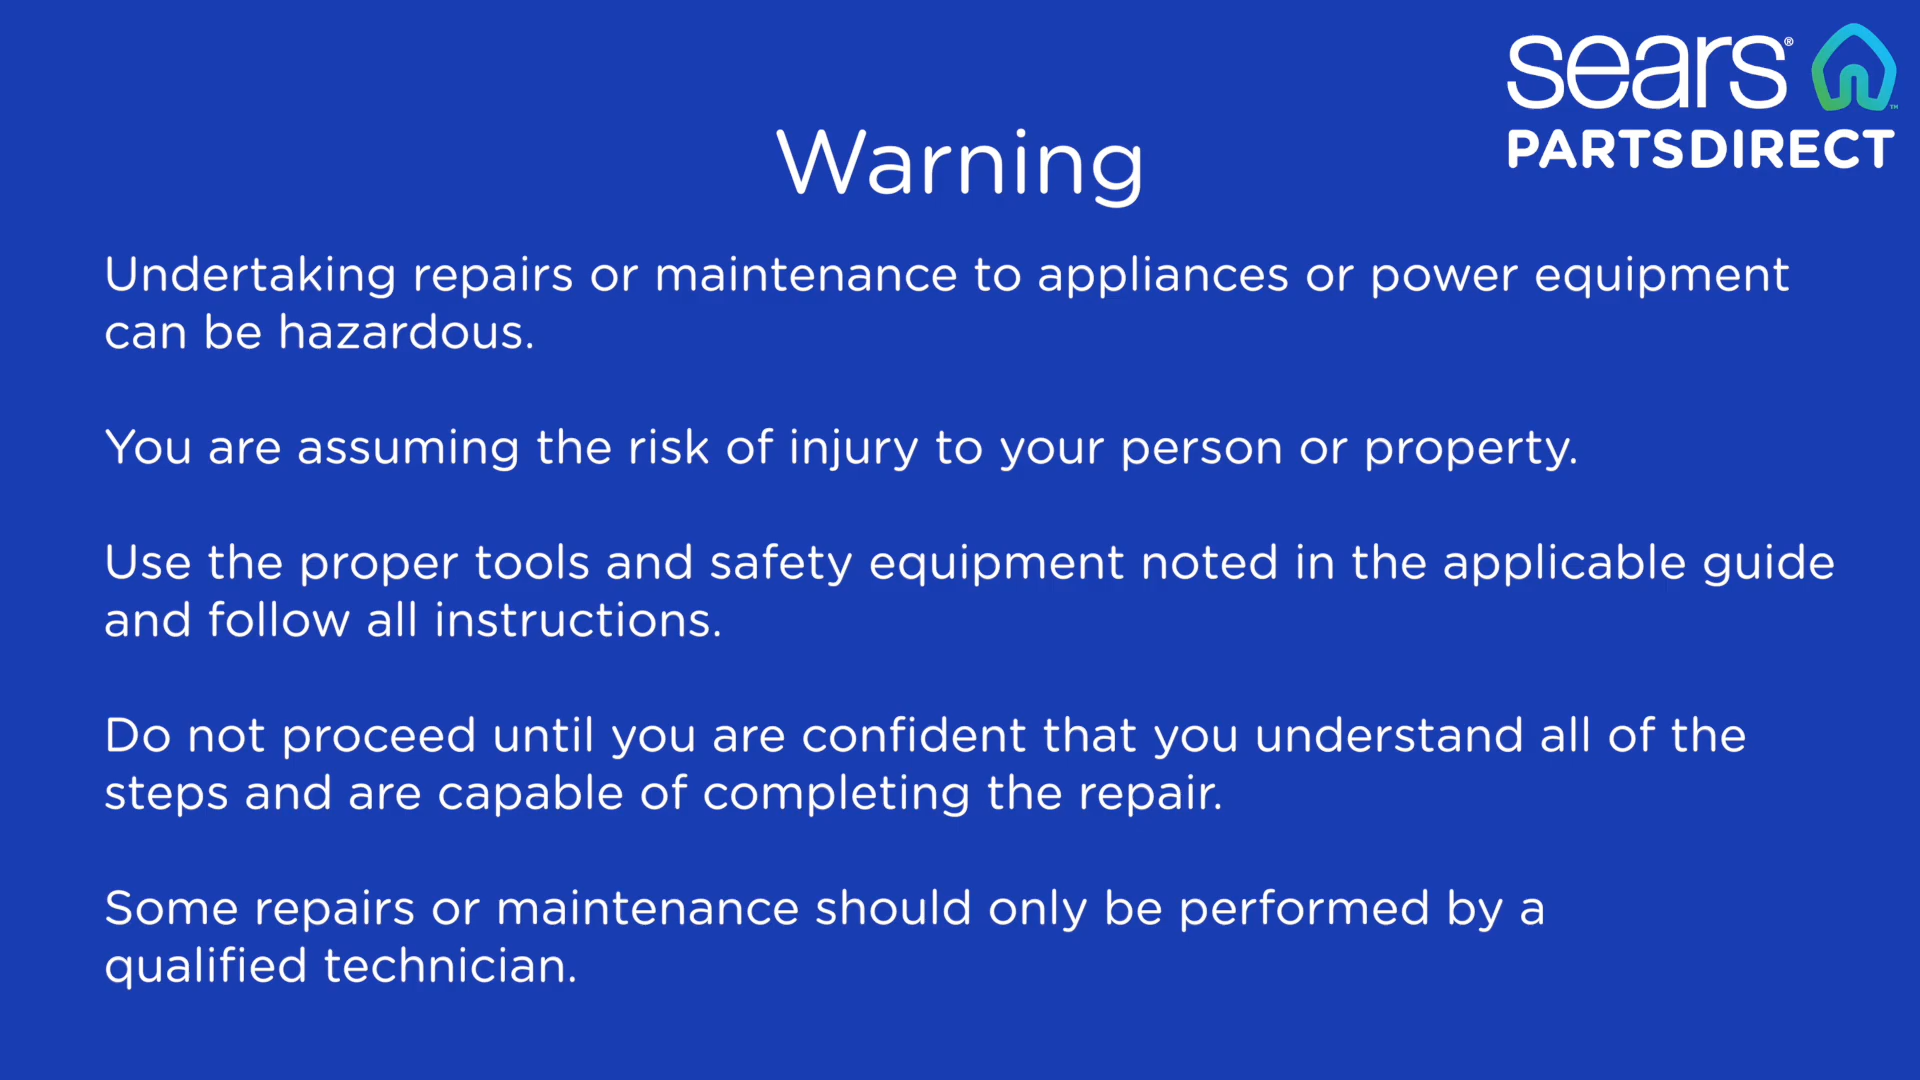 sears®
PARTSDIRECT
Warning
Undertaking repairs or maintenance to appliances or power equipment
can be hazardous.
You are assuming the risk of injury to your person or property.
Use the proper tools and safety equipment noted in the applicable guide
and follow all instructions.
Do not proceed until you are confident that you understand all of the
steps and are capable of completing the repair.
Some repairs or maintenance should only be performed by a
qualified technician.